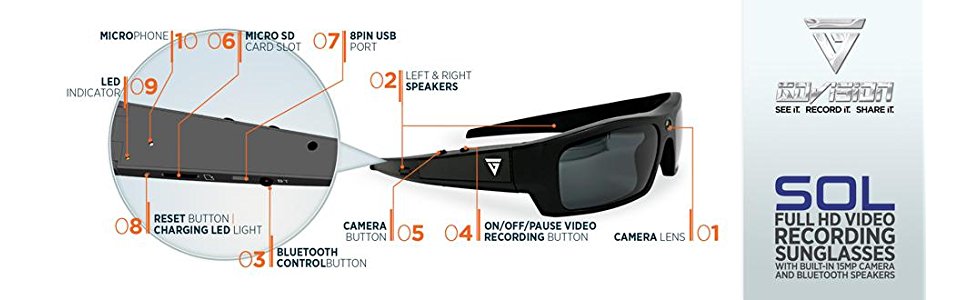 MICROPHONE 10
06 MICRO SD
CARD SLOT
07 8PIN USB
PORT
LED
INDICATOR 09
02 LEFT & RIGHT
SPEAKERS
08 RESET BUTTON |
CHARGING LED LIGHT
03 BLUETOOTH
CONTROLBUTTON
BT
CAMERA
BUTTON 05
04 ON/OFF/PAUSE VIDEO
RECORDING BUTTON
CAMERA LENS 01
GOVISION
SEE iT. RECORD iT. SHARE iT.
SOL
FULL HD VIDEO
RECORDING
SUNGLASSES
WITH BUILT-IN 15MP CAMERA
AND BLUETOOTH SPEAKERS